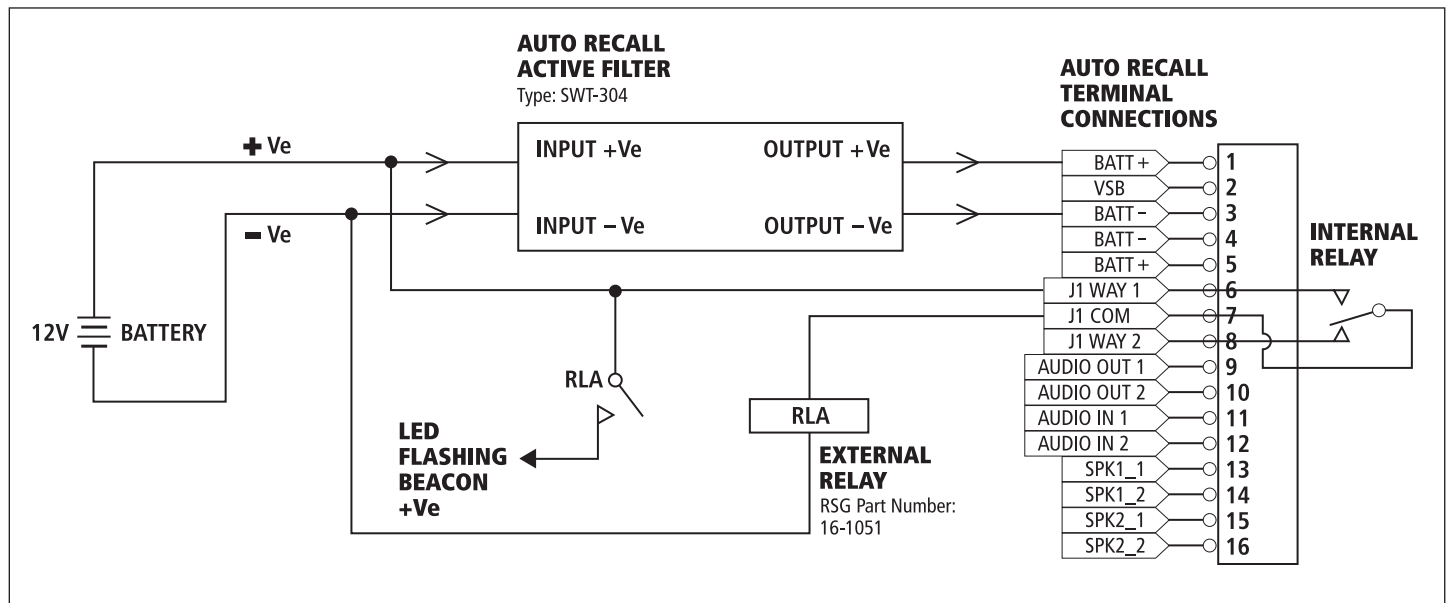 AUTO RECALL
ACTIVE FILTER
Type: SWT-304
INPUT +Ve
OUTPUT +Ve
INPUT – Ve
OUTPUT – Ve
+ Ve
– Ve
12V
BATTERY
RLA
LED
FLASHING
BEACON
+Ve
RLA
EXTERNAL
RELAY
RSG Part Number:
16-1051
AUTO RECALL
TERMINAL
CONNECTIONS
BATT + 1
VSB 2
BATT – 3
BATT – 4
BATT + 5
J1 WAY 1 6
J1 COM 7
J1 WAY 2 8
AUDIO OUT 1 9
AUDIO OUT 2 10
AUDIO IN 1 11
AUDIO IN 2 12
SPK1_1 13
SPK1_2 14
SPK2_1 15
SPK2_2 16
INTERNAL
RELAY